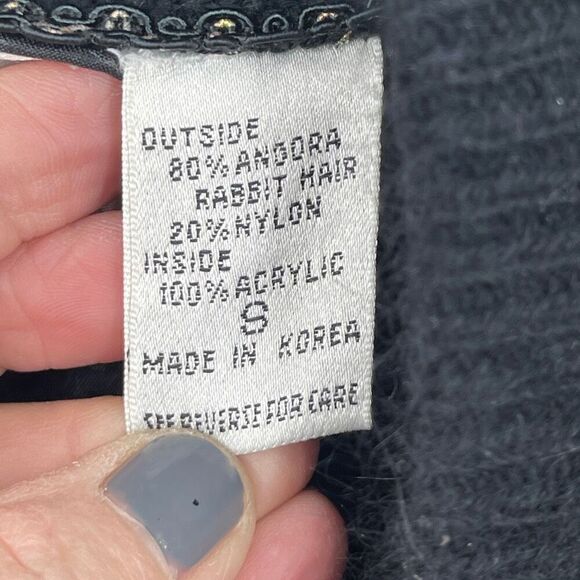 OUTSIDE
80% ANGORA
RABBIT HAIR
20% NYLON
INSIDE
100% ACRYLIC
S
MADE IN KOREA
SEE REVERSE FOR CARE